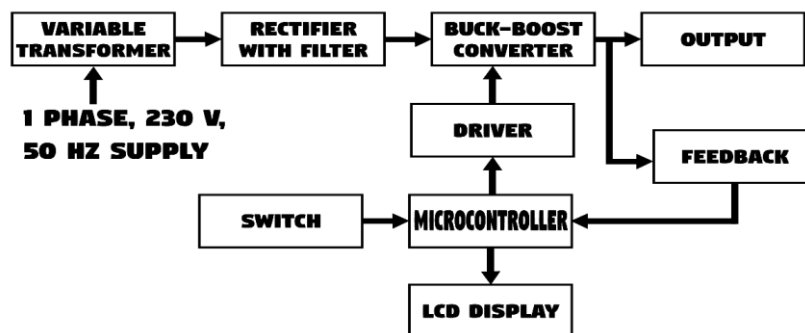 VARIABLE
TRANSFORMER
RECTIFIER
WITH FILTER
BUCK-BOOST
CONVERTER
OUTPUT
1 PHASE, 230 V,
50 HZ SUPPLY
DRIVER
FEEDBACK
SWITCH
MICROCONTROLLER
LCD DISPLAY